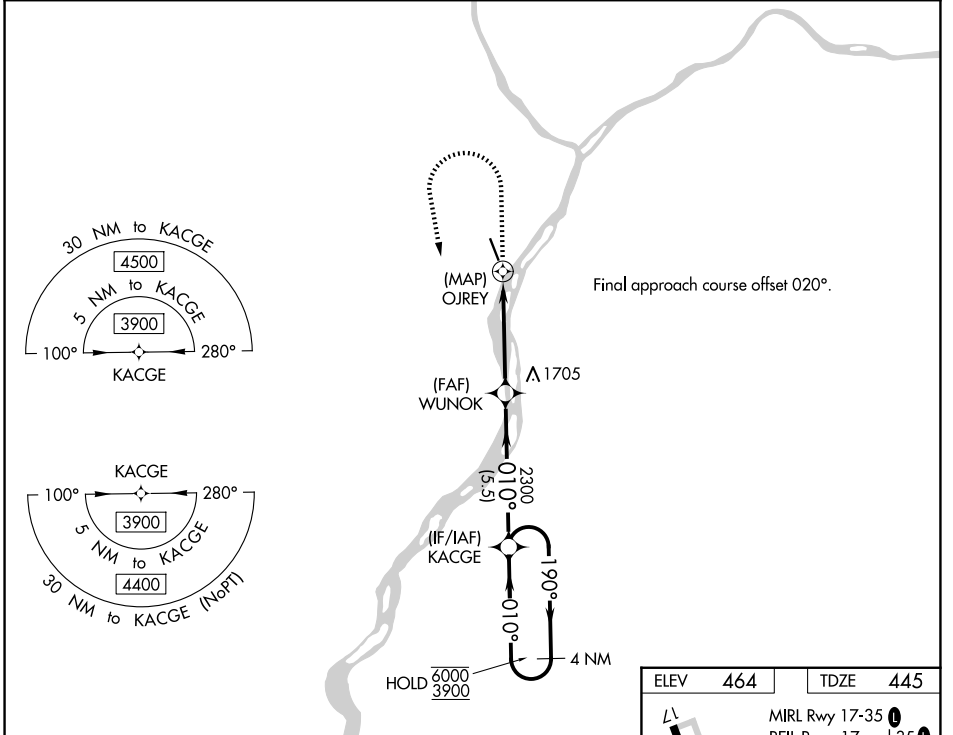 30 NM to KACGE
4500
5 NM to KACGE
3900
100°
280°
KACGE
KACGE
100°
280°
3900
5 NM to KACGE
4400
30 NM to KACGE (NoPT)
(MAP)
OJREY
Final approach course offset 020°.
(FAF)
WUNOK
1705
2300
010°
(5.5)
(IF/IAF)
KACGE
190°
010°
4 NM
HOLD 6000
3900
ELEV 464
TDZE 445
17
MIRL Rwy 17-35 L